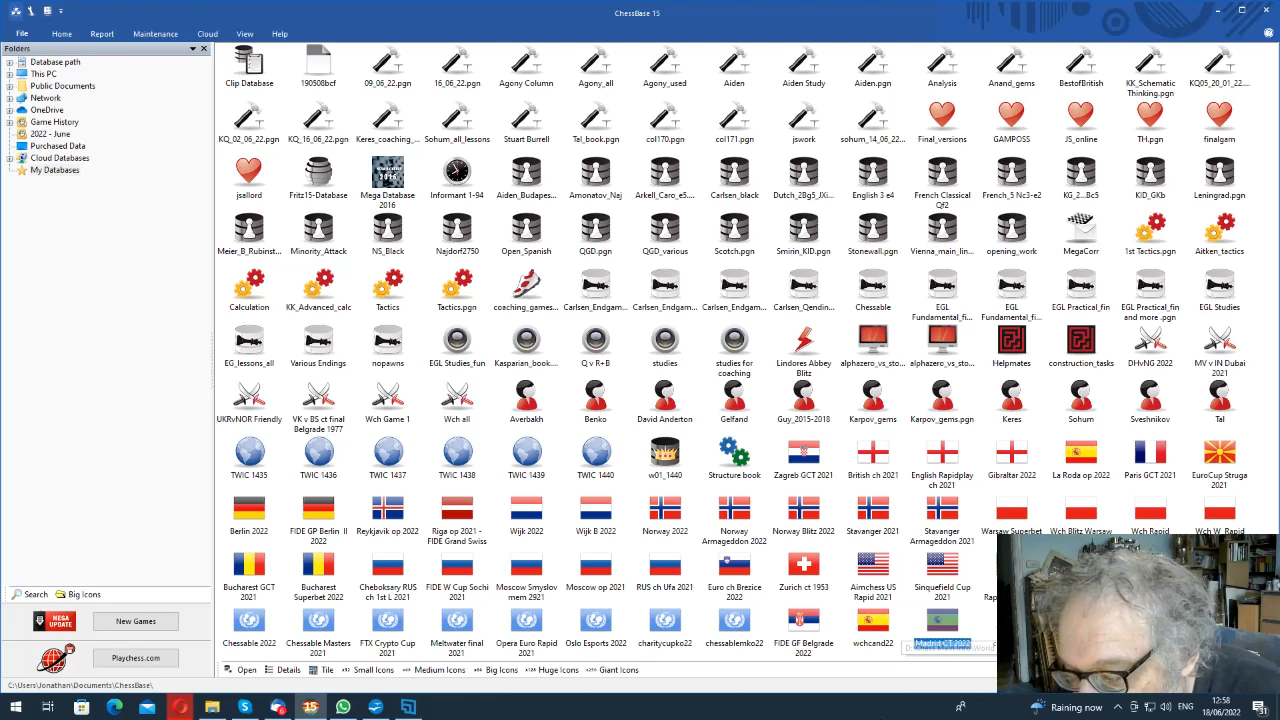 ChessBase 15
File Home Report Maintenance Cloud View Help
Folders
Database path
This PC
Public Documents
Network
OneDrive
Game History
2022 - June
Purchased Data
Cloud Databases
My Databases
Clip Database 190508bcf 09_06_22.pgn 16_06_22.pgn Agony Column Agony_all Agony_used Aiden Aiden Study Aiden.pgn Analysis Anand_gems BestofBritish KK_Schematic KQ05_20_01_22....
Thinking.pgn
KQ_02_06_22.pgn KQ_16_06_22.pgn Keres_coaching_... Sohum_all_lessons Stuart Burrell Tal_book.pgn col170.pgn col171.pgn jswork sohum_14_06_22... Final_versions GAMPOSS JS_online TH.pgn finalgam
jsallord Fritz15-Database Mega Database Informant 1-94 Aiden_Budapes... Amonatov_Naj Arkell_Caro_e5.... Carlsen_black Dutch_2Bg5_JXi... English 3 e4 French Classical French_5 Nc3-e2 KG_2...Bc5 KID_GKb Leningrad.pgn
2016 Qf2
Meier_B_Rubinst... Minority_Attack NS_Black Najdorf2750 Open_Spanish QGD.pgn QGD_various Scotch.pgn Smirin_KID.pgn Stonewall.pgn Vienna_main_lin... opening_work MegaCorr 1st Tactics.pgn Aitken_tactics
Calculation KK_Advanced_calc Tactics Tactics.pgn coaching_games... Carlsen_Endgam... Carlsen_Endgam... Carlsen_Endgam... Carlsen_Qendin... Chessable EGL EGL EGL Practical_fin EGL Practical_fin EGL Studies
Fundamental_fi... Fundamental_fi... and more .pgn
EG_lessons_all Various Endings nopawns EGL Studies_fun Kasparian_book.... Q v R+B studies studies for Lindores Abbey alphazero_vs_sto... alphazero_vs_sto... Helpmates construction_tasks DHvNG 2022 MV v IN Dubai
coaching Blitz 2021
UKRvNOR Friendly VK v BS ct final Wch Game 1 Wch all Averbakh Benko David Anderton Gelfand Guy_2015-2018 Karpov_gems Karpov_gems.pgn Keres Sohum Sveshnikov Tal
Belgrade 1977
TWIC 1435 TWIC 1436 TWIC 1437 TWIC 1438 TWIC 1439 TWIC 1440 w01_1440 Structure book Zagreb GCT 2021 British ch 2021 English Rapidplay Gibraltar 2022 La Roda op 2022 Paris GCT 2021 EuroCup Struga
ch 2021 2021
Berlin 2022 FIDE GP Berlin II Reykjavik op 2022 Riga op 2021 - Wijk 2022 Wijk B 2022 Norway 2022 Norway Norway Blitz 2022 Stavanger 2021 Stavanger Warsaw Superbet Wch Blitz Warsaw Wch Rapid Wch W Rapid
2022 FIDE Grand Swiss Armageddon 2022 Armageddon 2021
Bucharest GCT Bucharest Cheboksary RUS FIDE W Cup Sochi Moscow Smyslov Moscow op 2021 RUS ch Ufa 2021 Euro ch Brezice Zurich ct 1953 Aimchess US Sinquefield Cup
2021 Superbet 2022 ch 1st L 2021 2021 mem 2921 2022 Rapid 2021 2021
Chessable 2022 Chessable Masters FTX Crypto Cup Meltwater final Opera Euro Rapid Oslo Esports 2022 charitycupko22 chessablemko22 FIDE GF Belgrade wchcand22 Madrid CT 2022
2022 2021 2021 2021 2022
Search Big Icons
MEGA UPDATE New Games
Playchess.com
Open Details Tile Small Icons Medium Icons Big Icons Huge Icons Giant Icons
C:\Users\Jonathan\Documents\ChessBase\
Raining now ENG 12:58
18/06/2022